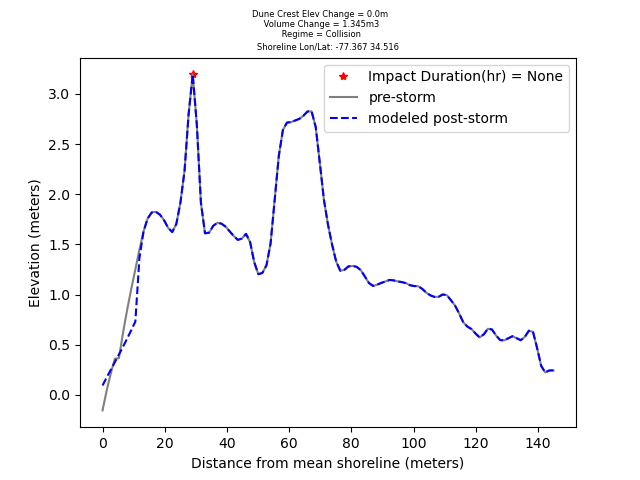 Dune Crest Elev Change = 0.0m
Volume Change = 1.345m3
Regime = Collision
Shoreline Lon/Lat: -77.367 34.516
Impact Duration(hr) = None
pre-storm
modeled post-storm
Elevation (meters)
3.0
2.5
2.0
1.5
1.0
0.5
0.0
0 20 40 60 80 100 120 140
Distance from mean shoreline (meters)